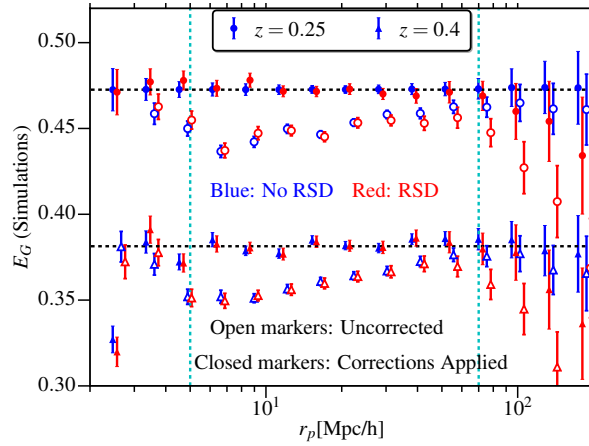 z = 0.25 z = 0.4
0.50
0.45
0.40
0.35
0.30
E_G (Simulations)
Blue: No RSD Red: RSD
Open markers: Uncorrected
Closed markers: Corrections Applied
10^1 10^2
r_p[Mpc/h]